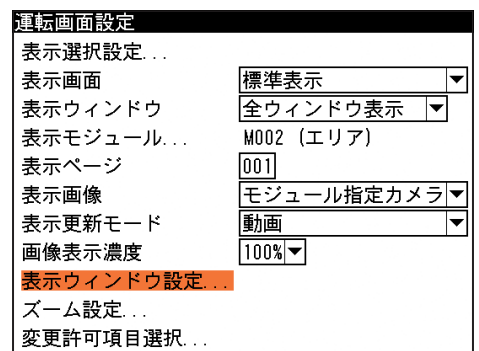 運転画面設定
表示選択設定...
表示画面 標準表示
表示ウィンドウ 全ウィンドウ表示
表示モジュール... M002 (エリア)
表示ページ 001
表示画像 モジュール指定カメラ
表示更新モード 動画
画像表示濃度 100%
表示ウィンドウ設定...
ズーム設定...
変更許可項目選択...